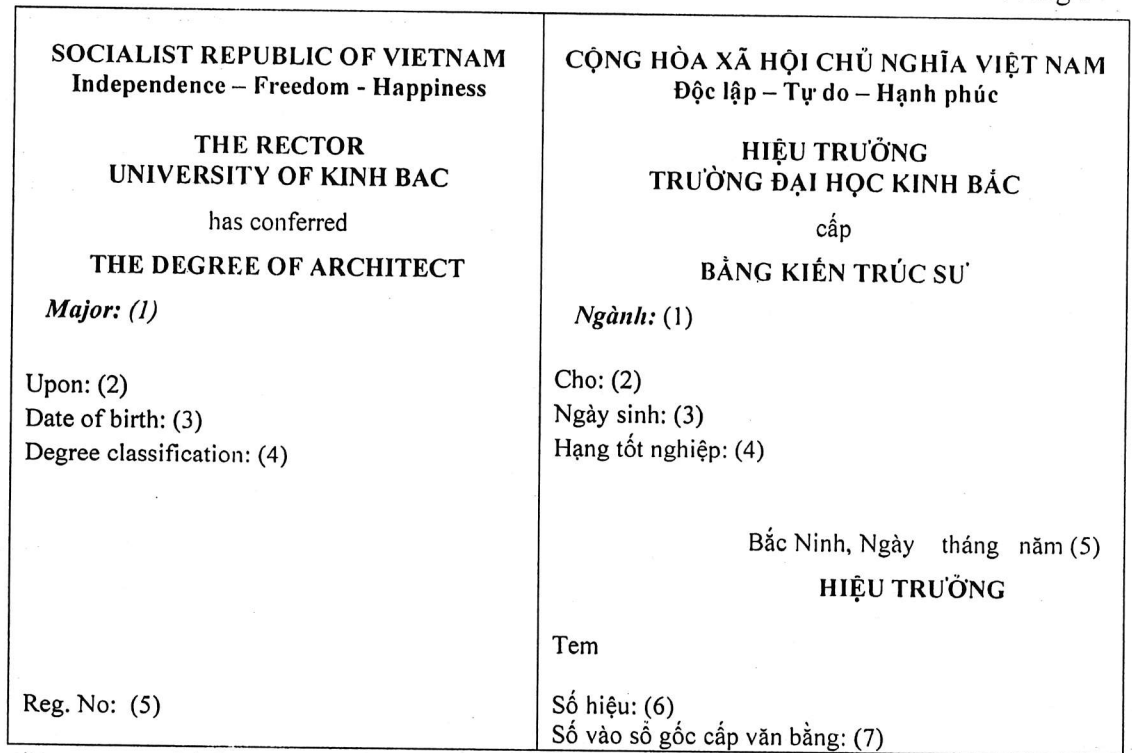 SOCIALIST REPUBLIC OF VIETNAM
Independence – Freedom - Happiness
THE RECTOR
UNIVERSITY OF KINH BAC
has conferred
THE DEGREE OF ARCHITECT
Major: (1)
Upon: (2)
Date of birth: (3)
Degree classification: (4)
Reg. No: (5)
CỘNG HÒA XÃ HỘI CHỦ NGHĨA VIỆT NAM
Độc lập – Tự do – Hạnh phúc
HIỆU TRƯỞNG
TRƯỜNG ĐẠI HỌC KINH BẮC
cấp
BẰNG KIẾN TRÚC SƯ
Ngành: (1)
Cho: (2)
Ngày sinh: (3)
Hạng tốt nghiệp: (4)
Bắc Ninh, Ngày tháng năm (5)
HIỆU TRƯỞNG
Tem
Số hiệu: (6)
Số vào sổ gốc cấp văn bằng: (7)